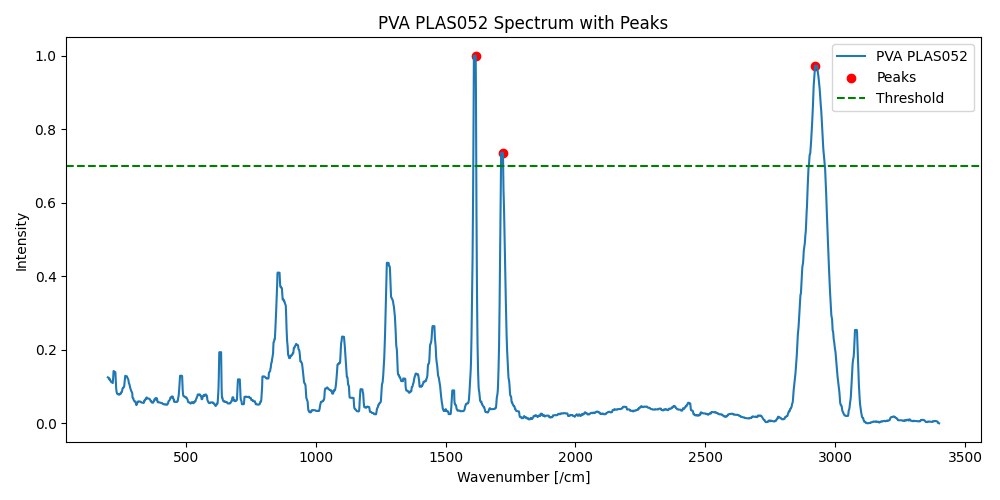 PVA PLAS052 Spectrum with Peaks
PVA PLAS052
Peaks
Threshold
Intensity
1.0
0.8
0.6
0.4
0.2
0.0
500 1000 1500 2000 2500 3000 3500
Wavenumber [/cm]